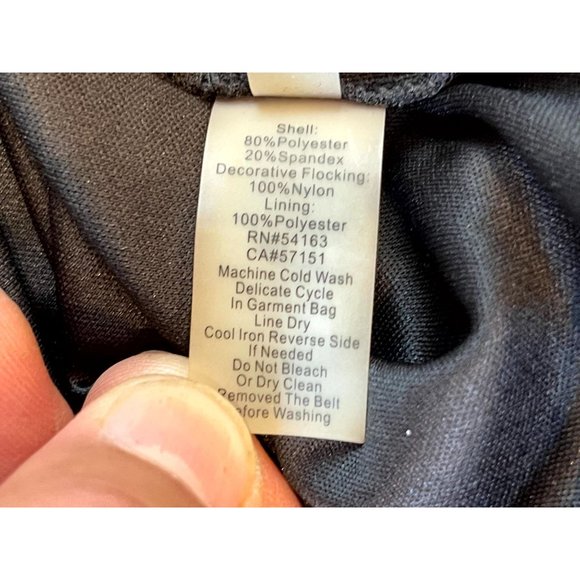 Shell:
80%Polyester
20%Spandex
Decorative Flocking:
100%Nylon
Lining:
100%Polyester
RN#54163
CA#57151
Machine Cold Wash
Delicate Cycle
In Garment Bag
Line Dry
Cool Iron Reverse Side
If Needed
Do Not Bleach
Or Dry Clean
Removed The Belt
Before Washing